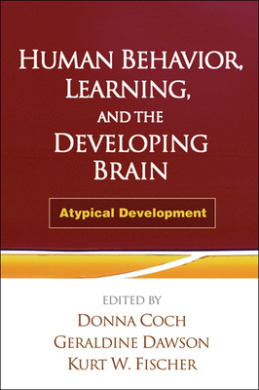 HUMAN BEHAVIOR,
LEARNING,
AND THE
DEVELOPING
BRAIN
Atypical Development
EDITED BY
DONNA COCH
GERALDINE DAWSON
KURT W. FISCHER